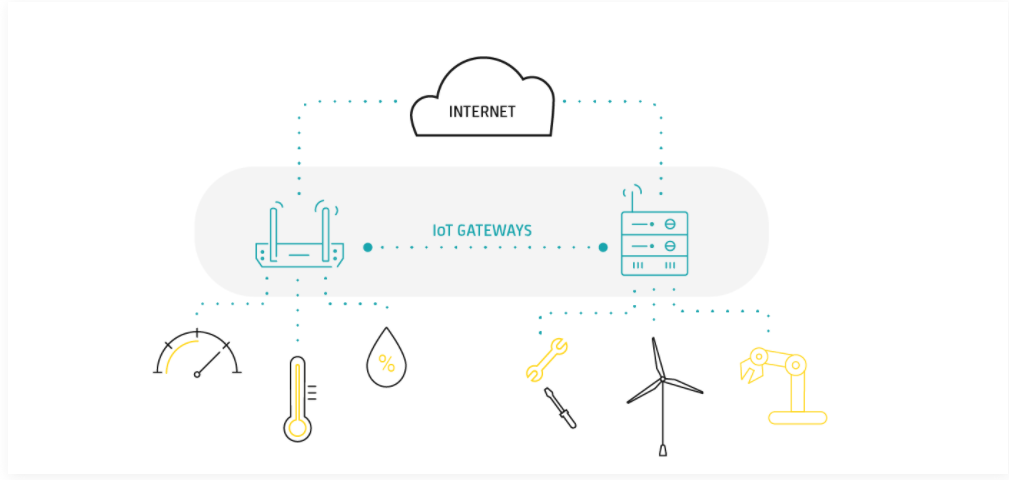 INTERNET
IoT GATEWAYS
%